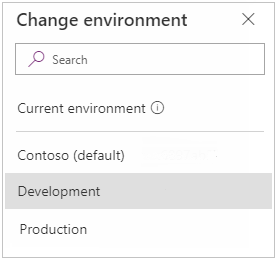 Change environment
Search
Current environment
Contoso (default)
Development
Production